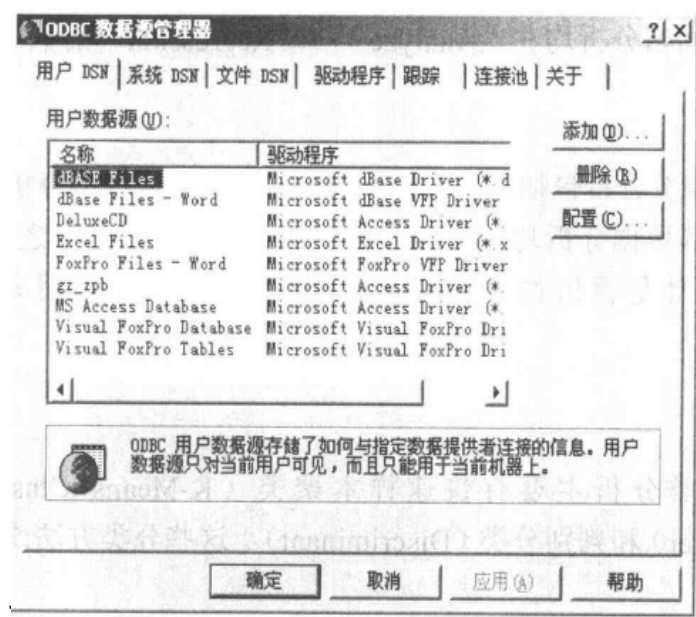 ODBC 数据源管理器
用户 DSN 系统 DSN 文件 DSN 驱动程序 跟踪 连接池 关于
用户数据源(U):
添加(D)...
名称 驱动程序
dBASE Files Microsoft dBase Driver (*.d
删除(R)
dBase Files - Word Microsoft dBase VFP Driver
DeluxeCD Microsoft Access Driver (*.
配置(C)...
Excel Files Microsoft Excel Driver (*.x
FoxPro Files - Word Microsoft FoxPro VFP Driver
gz_zpb Microsoft Access Driver (*.
MS Access Database Microsoft Access Driver (*.
Visual FoxPro Database Microsoft Visual FoxPro Dri
Visual FoxPro Tables Microsoft Visual FoxPro Dri
ODBC 用户数据源存储了如何与指定数据提供者连接的信息。用户
数据源只对当前用户可见，而且只能用于当前机器上。
确定 取消 应用(A) 帮助